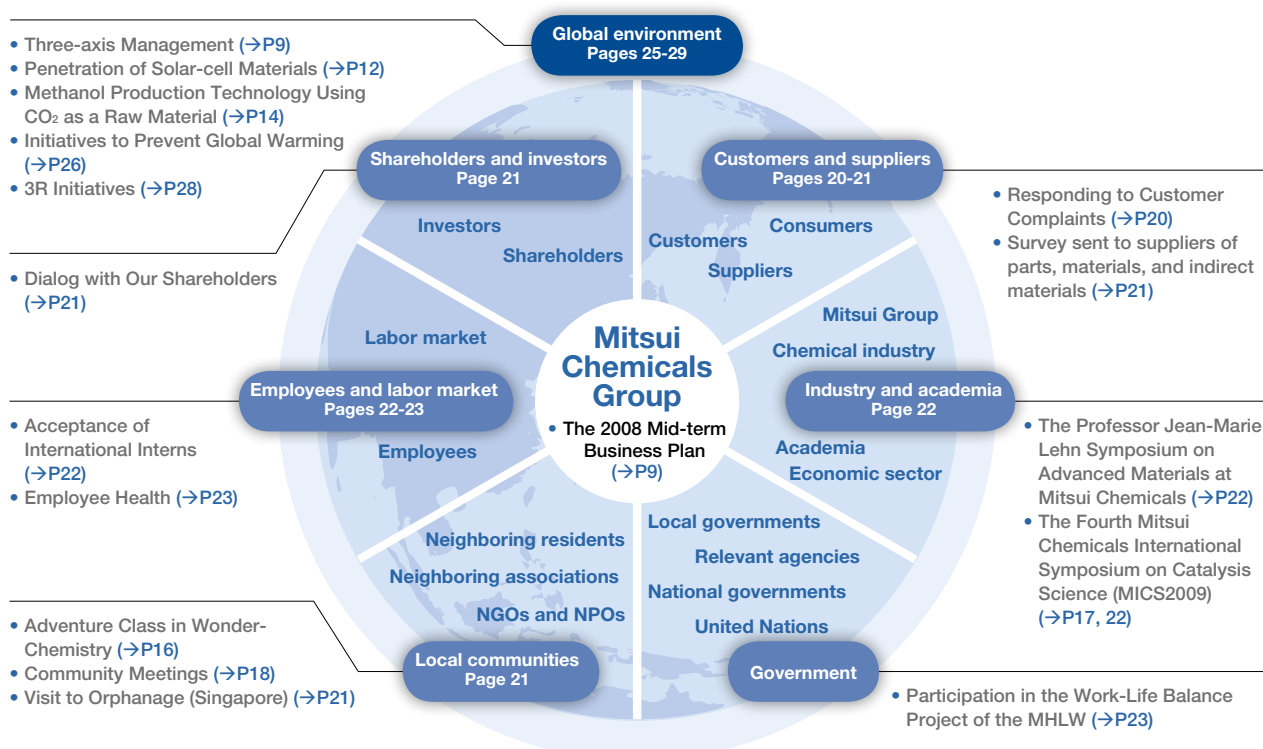 Global environment
Pages 25-29
• Three-axis Management (→P9)
• Penetration of Solar-cell Materials (→P12)
• Methanol Production Technology Using
CO₂ as a Raw Material (→P14)
• Initiatives to Prevent Global Warming
(→P26)
• 3R Initiatives (→P28)
Shareholders and investors
Page 21
Investors
Shareholders
• Dialog with Our Shareholders
(→P21)
Customers and suppliers
Pages 20-21
Consumers
Customers
Suppliers
• Responding to Customer
Complaints (→P20)
• Survey sent to suppliers of
parts, materials, and indirect
materials (→P21)
Labor market
Employees and labor market
Pages 22-23
Employees
• Acceptance of
International Interns
(→P22)
• Employee Health (→P23)
Mitsui
Chemicals
Group
• The 2008 Mid-term
Business Plan
(→P9)
Mitsui Group
Chemical industry
Industry and academia
Page 22
Academia
Economic sector
• The Professor Jean-Marie
Lehn Symposium on
Advanced Materials at
Mitsui Chemicals (→P22)
• The Fourth Mitsui
Chemicals International
Symposium on Catalysis
Science (MICS2009)
(→P17, 22)
Neighboring residents
Neighboring associations
NGOs and NPOs
Local communities
Page 21
• Adventure Class in Wonder-
Chemistry (→P16)
• Community Meetings (→P18)
• Visit to Orphanage (Singapore) (→P21)
Local governments
Relevant agencies
National governments
United Nations
Government
• Participation in the Work-Life Balance
Project of the MHLW (→P23)